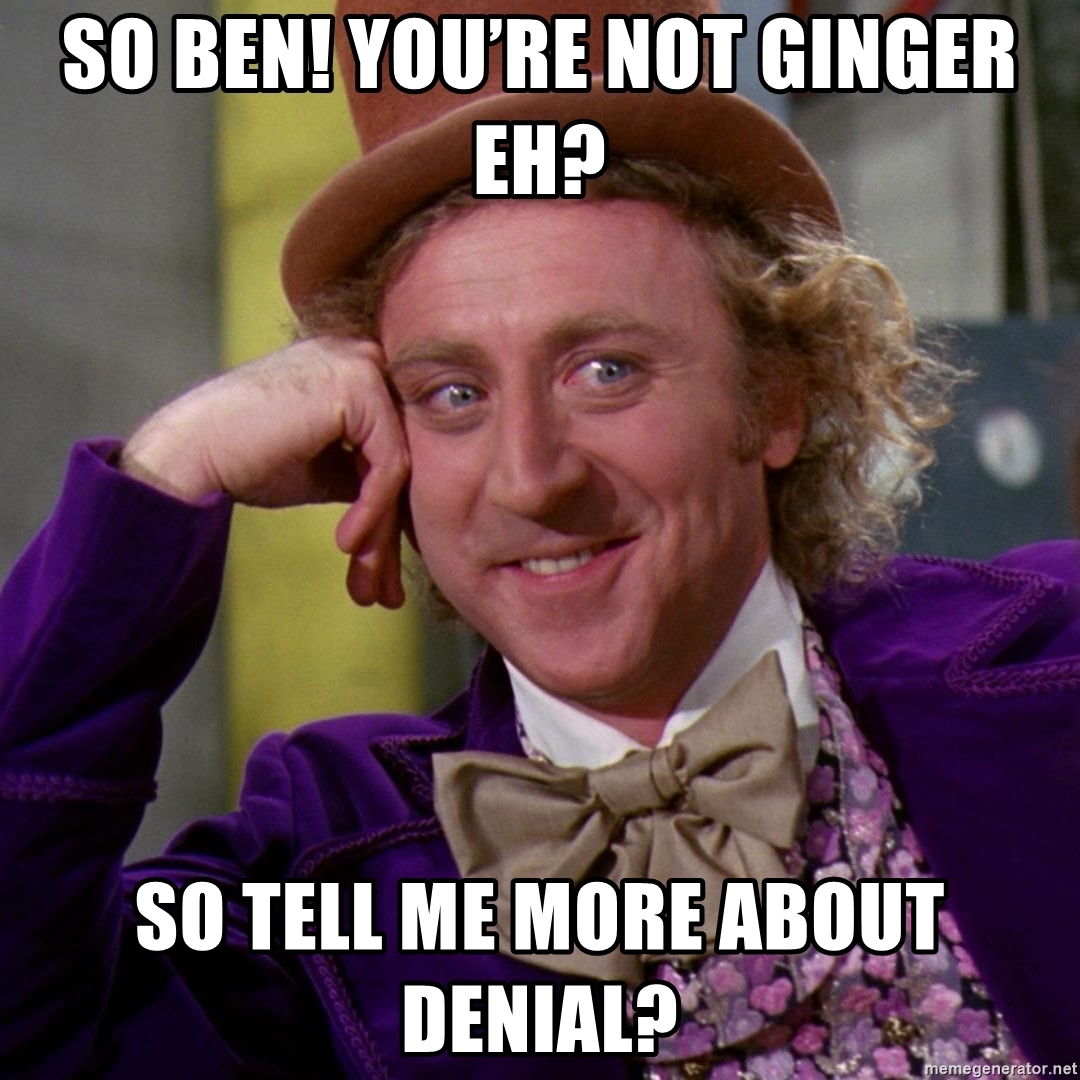 SO BEN! YOU’RE NOT GINGER
EH?
SO TELL ME MORE ABOUT
DENIAL?
memegenerator.net